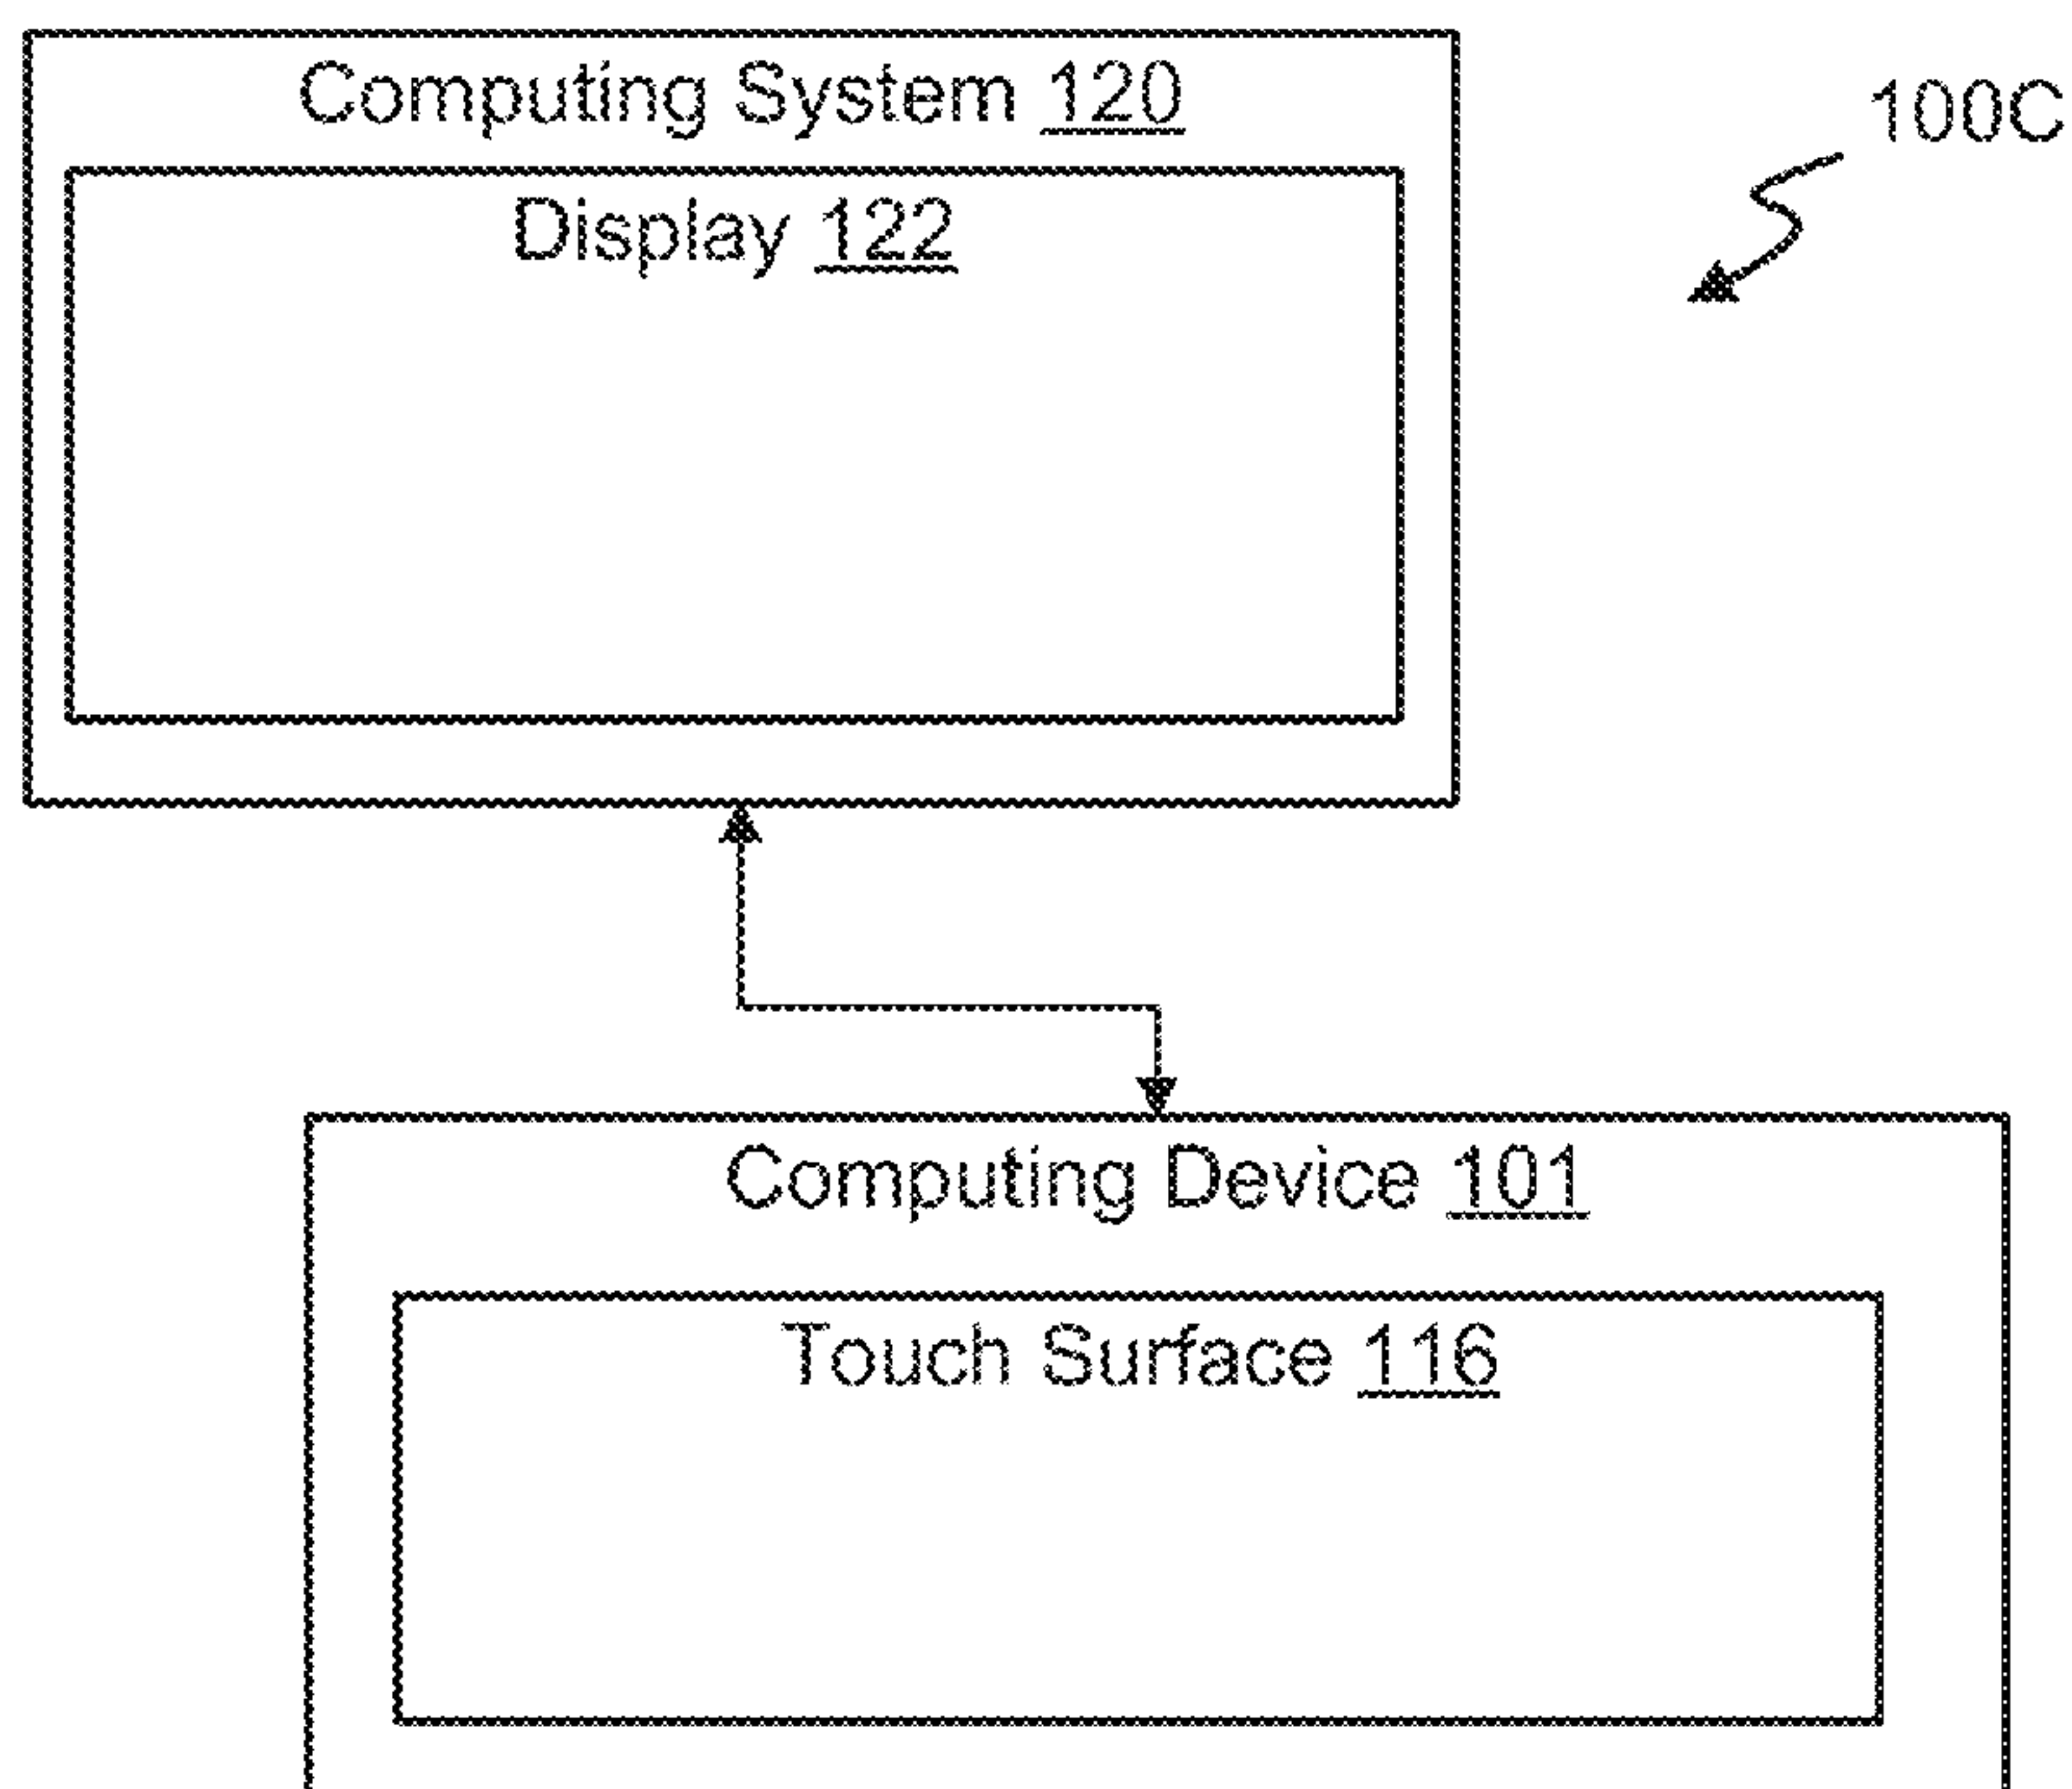 Computing System 120
100C
Display 122
Computing Device 101
Touch Surface 116